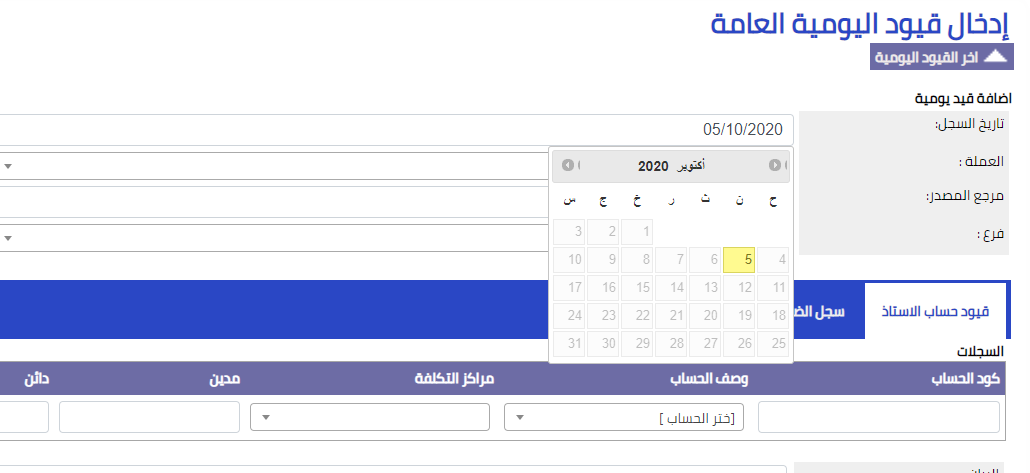 إدخال قيود اليومية العامة
اخر القيود اليومية
اضافة قيد يومية
تاريخ السجل: 05/10/2020
العملة :
مرجع المصدر:
فرع :
أكتوبر 2020
ح ن ث ر خ ج س
1 2 3
4 5 6 7 8 9 10
11 12 13 14 15 16 17
18 19 20 21 22 23 24
25 26 27 28 29 30 31
قيود حساب الاستاذ سجل الض
السجلات
كود الحساب وصف الحساب مراكز التكلفة مدين دائن
[ختر الحساب ]